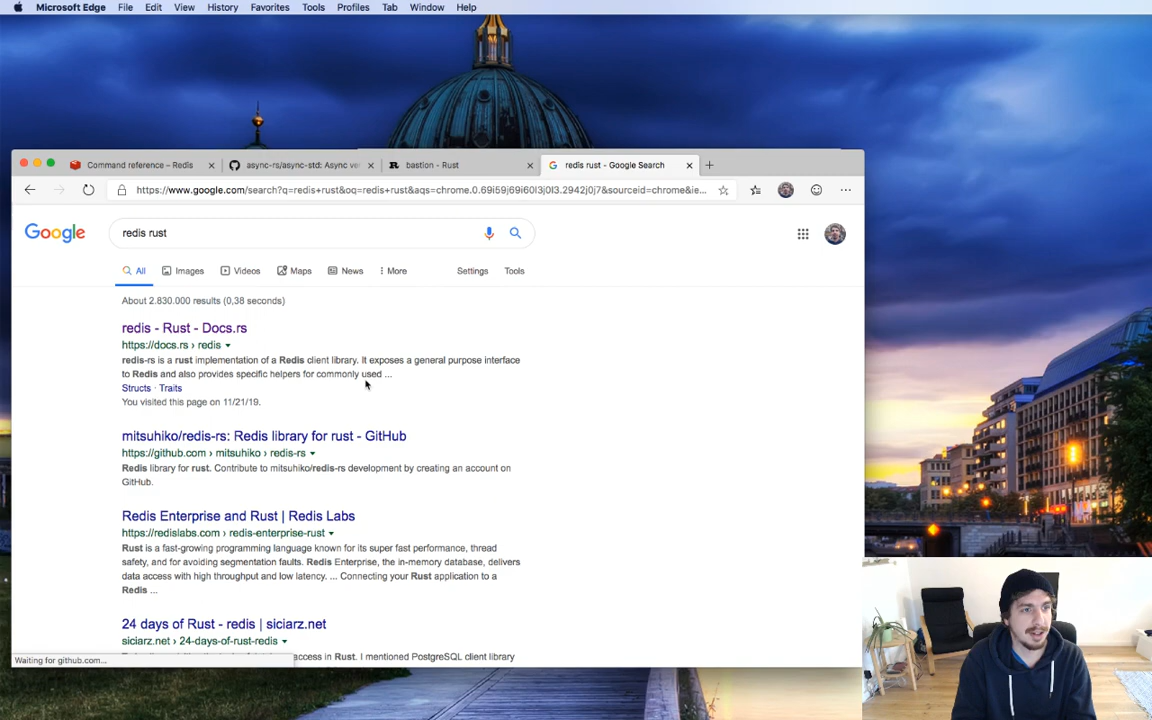 Microsoft Edge File Edit View History Favorites Tools Profiles Tab Window Help
Command reference – Redis
async-rs/async-std: Async ve
bastion - Rust
redis rust - Google Search
https://www.google.com/search?q=redis+rust&oq=redis+rust&aqs=chrome.0.69i59j69i60l3j0l3.2942j0j7&sourceid=chrome&ie...
Google
redis rust
All Images Videos Maps News More Settings Tools
About 2.830.000 results (0,38 seconds)
redis - Rust - Docs.rs
https://docs.rs › redis
redis-rs is a rust implementation of a Redis client library. It exposes a general purpose interface
to Redis and also provides specific helpers for commonly used ...
Structs · Traits
You visited this page on 11/21/19.
mitsuhiko/redis-rs: Redis library for rust - GitHub
https://github.com › mitsuhiko › redis-rs
Redis library for rust. Contribute to mitsuhiko/redis-rs development by creating an account on
GitHub.
Redis Enterprise and Rust | Redis Labs
https://redislabs.com › redis-enterprise-rust
Rust is a fast-growing programming language known for its super fast performance, thread
safety, and for avoiding segmentation faults. Redis Enterprise, the in-memory database, delivers
data access with high throughput and low latency. ... Connecting your Rust application to a
Redis ...
24 days of Rust - redis | siciarz.net
siciarz.net › 24-days-of-rust-redis
access in Rust. I mentioned PostgreSQL client library
Waiting for github.com...